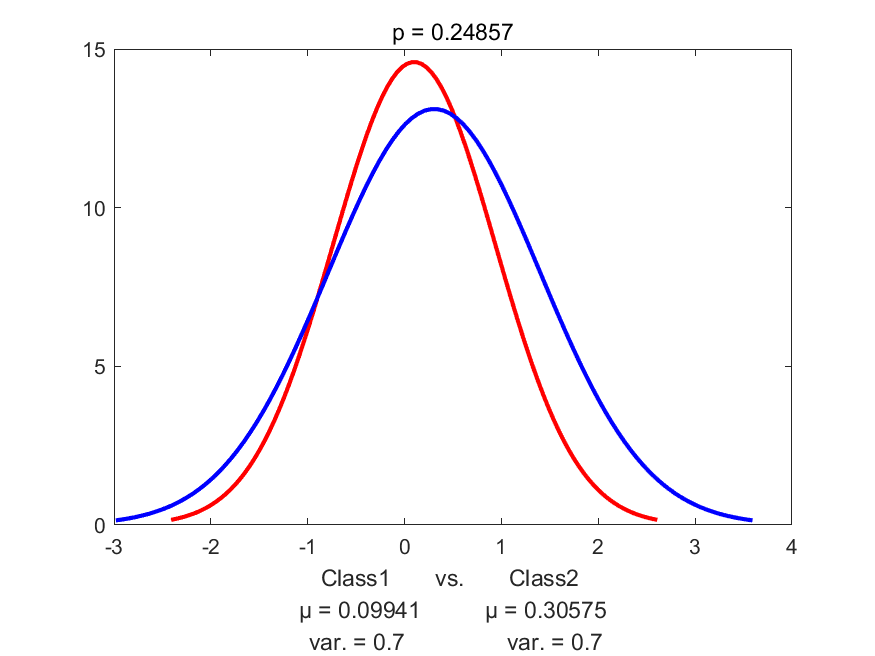 p = 0.24857
15
10
5
0
-3 -2 -1 0 1 2 3 4
Class1 vs. Class2
μ = 0.09941 μ = 0.30575
var. = 0.7 var. = 0.7